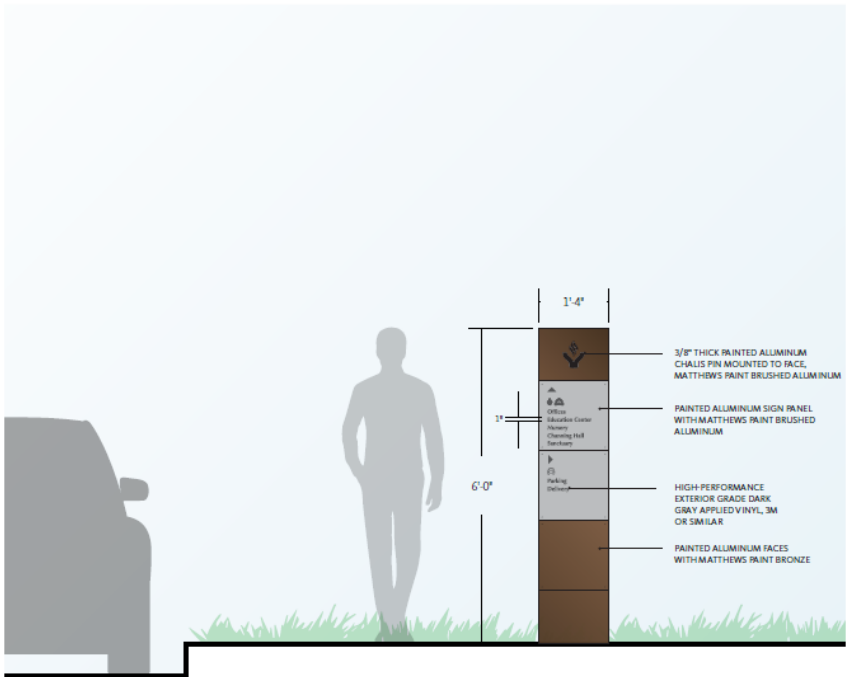 1'-4"
3/8" THICK PAINTED ALUMINUM
CHALIS PIN MOUNTED TO FACE,
MATTHEWS PAINT BRUSHED ALUMINUM
PAINTED ALUMINUM SIGN PANEL
WITH MATTHEWS PAINT BRUSHED
ALUMINUM
1"
Offices
Education Center
Nursery
Channing Hall
Sanctuary
6'-0"
Parking
Delivery
HIGH-PERFORMANCE
EXTERIOR GRADE DARK
GRAY APPLIED VINYL, 3M
OR SIMILAR
PAINTED ALUMINUM FACES
WITH MATTHEWS PAINT BRONZE